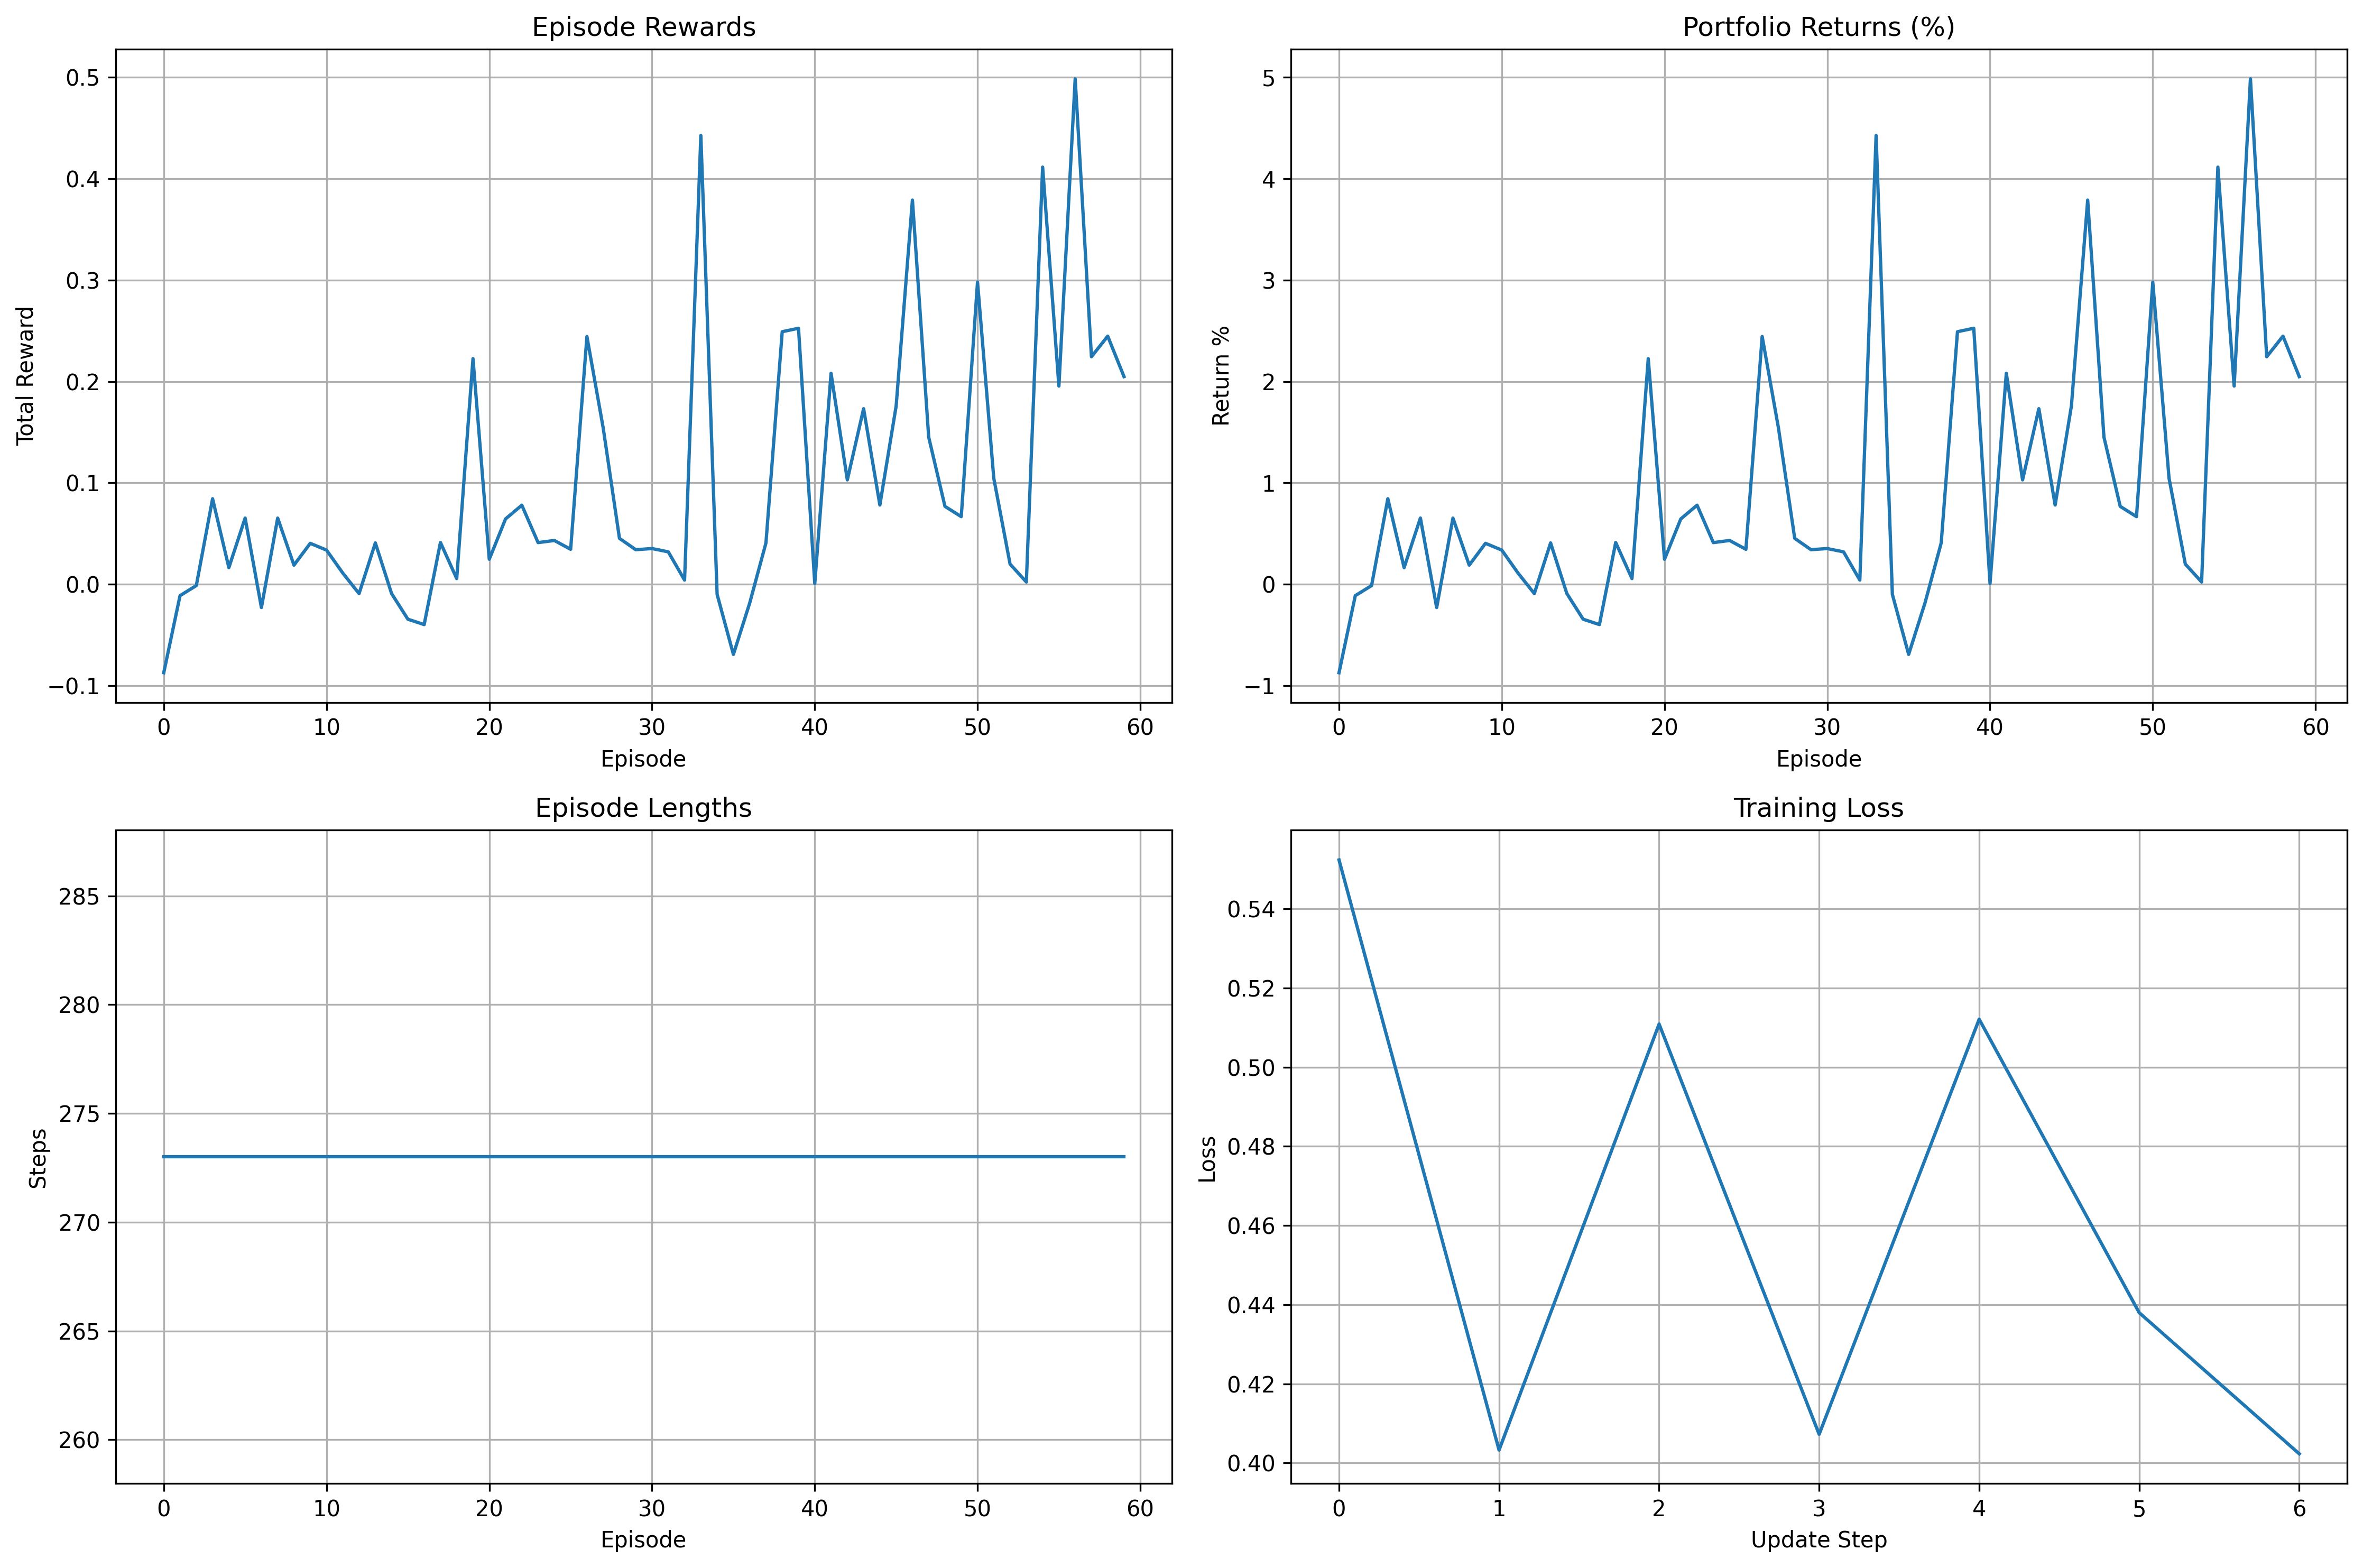 Episode Rewards
Total Reward
0.5
0.4
0.3
0.2
0.1
0.0
−0.1
0 10 20 30 40 50 60
Episode
Portfolio Returns (%)
Return %
5
4
3
2
1
0
−1
0 10 20 30 40 50 60
Episode
Episode Lengths
Steps
285
280
275
270
265
260
0 10 20 30 40 50 60
Episode
Training Loss
Loss
0.54
0.52
0.50
0.48
0.46
0.44
0.42
0.40
0 1 2 3 4 5 6
Update Step